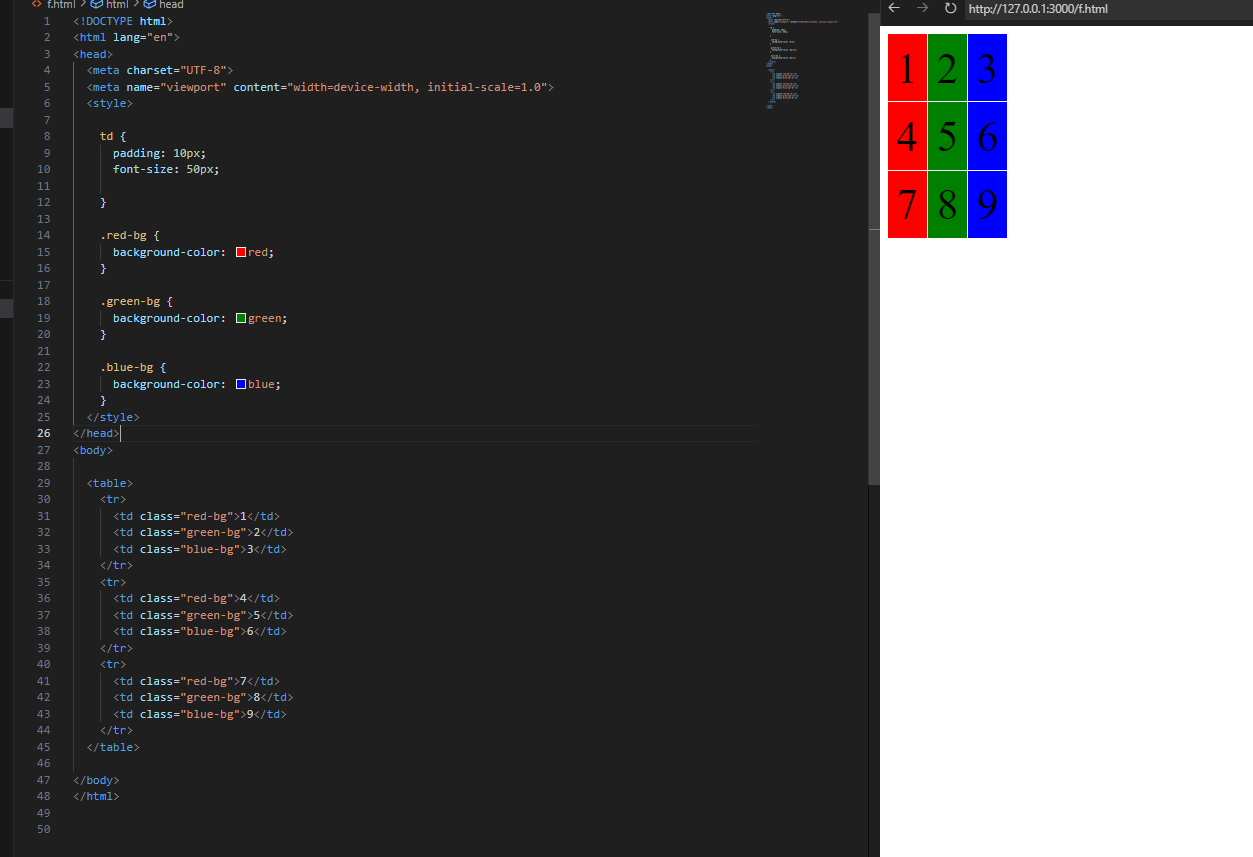 f.html > html > head
http://127.0.0.1:3000/f.html
1 <!DOCTYPE html>
2 <html lang="en">
3 <head>
4 <meta charset="UTF-8">
5 <meta name="viewport" content="width=device-width, initial-scale=1.0">
6 <style>
7
8 td {
9 padding: 10px;
10 font-size: 50px;
11
12 }
13
14 .red-bg {
15 background-color: red;
16 }
17
18 .green-bg {
19 background-color: green;
20 }
21
22 .blue-bg {
23 background-color: blue;
24 }
25 </style>
26 </head>
27 <body>
28
29 <table>
30 <tr>
31 <td class="red-bg">1</td>
32 <td class="green-bg">2</td>
33 <td class="blue-bg">3</td>
34 </tr>
35 <tr>
36 <td class="red-bg">4</td>
37 <td class="green-bg">5</td>
38 <td class="blue-bg">6</td>
39 </tr>
40 <tr>
41 <td class="red-bg">7</td>
42 <td class="green-bg">8</td>
43 <td class="blue-bg">9</td>
44 </tr>
45 </table>
46
47 </body>
48 </html>
49
50
1 2 3
4 5 6
7 8 9